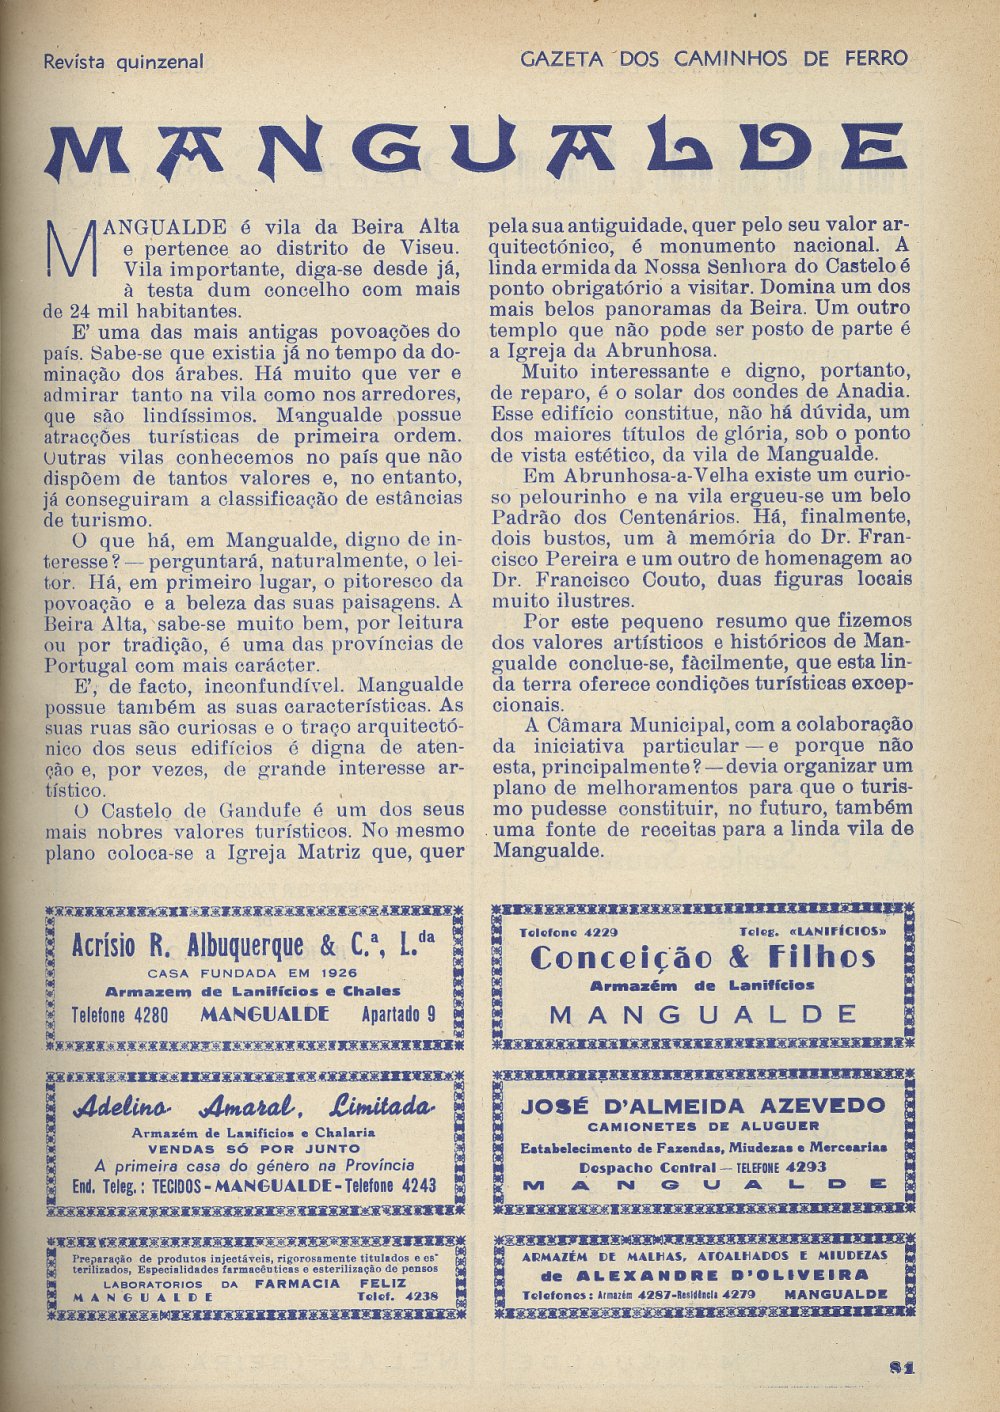 Revista quinzenal
GAZETA DOS CAMINHOS DE FERRO
MANGUALDE
MANGUALDE é vila da Beira Alta
e pertence ao distrito de Viseu.
Vila importante, diga-se desde já,
à testa dum concelho com mais
de 24 mil habitantes.
E' uma das mais antigas povoações do
país. Sabe-se que existia já no tempo da do-
minação dos árabes. Há muito que ver e
admirar tanto na vila como nos arredores,
que são lindíssimos. Mangualde possue
atracções turísticas de primeira ordem.
Outras vilas conhecemos no país que não
dispõem de tantos valores e, no entanto,
já conseguiram a classificação de estâncias
de turismo.
O que há, em Mangualde, digno de in-
teresse? — perguntará, naturalmente, o lei-
tor. Há, em primeiro lugar, o pitoresco da
povoação e a beleza das suas paisagens. A
Beira Alta, sabe-se muito bem, por leitura
ou por tradição, é uma das províncias de
Portugal com mais carácter.
E', de facto, inconfundível. Mangualde
possue também as suas características. As
suas ruas são curiosas e o traço arquitectó-
nico dos seus edifícios é digna de aten-
ção e, por vezes, de grande interesse ar-
tístico.
O Castelo de Gandufe é um dos seus
mais nobres valores turísticos. No mesmo
plano coloca-se a Igreja Matriz que, quer
pela sua antiguidade, quer pelo seu valor ar-
quitectónico, é monumento nacional. A
linda ermida da Nossa Senhora do Castelo é
ponto obrigatório a visitar. Domina um dos
mais belos panoramas da Beira. Um outro
templo que não pode ser posto de parte é
a Igreja da Abrunhosa.
Muito interessante e digno, portanto,
de reparo, é o solar dos condes de Anadia.
Esse edifício constitue, não há dúvida, um
dos maiores títulos de glória, sob o ponto
de vista estético, da vila de Mangualde.
Em Abrunhosa-a-Velha existe um curio-
so pelourinho e na vila ergueu-se um belo
Padrão dos Centenários. Há, finalmente,
dois bustos, um à memória do Dr. Fran-
cisco Pereira e um outro de homenagem ao
Dr. Francisco Couto, duas figuras locais
muito ilustres.
Por este pequeno resumo que fizemos
dos valores artísticos e históricos de Man-
gualde conclue-se, fàcilmente, que esta lin-
da terra oferece condições turísticas excep-
cionais.
A Câmara Municipal, com a colaboração
da iniciativa particular — e porque não
esta, principalmente? — devia organizar um
plano de melhoramentos para que o turis-
mo pudesse constituir, no futuro, também
uma fonte de receitas para a linda vila de
Mangualde.
Acrísio R. Albuquerque & C.ª, L.da
CASA FUNDADA EM 1926
Armazem de Lanifícios e Chales
Telefone 4280 MANGUALDE Apartado 9
Telefone 4229 Teleg. «LANIFÍCIOS»
Conceição & Filhos
Armazém de Lanifícios
MANGUALDE
Adelino Amaral, Limitada
Armazém de Lanifícios e Chalaria
VENDAS SÓ POR JUNTO
A primeira casa do género na Província
End. Teleg.: TECIDOS - MANGUALDE - Telefone 4243
JOSÉ D'ALMEIDA AZEVEDO
CAMIONETES DE ALUGUER
Estabelecimento de Fazendas, Miudezas e Mercearias
Despacho Central — TELEFONE 4293
MANGUALDE
Preparação de produtos injectáveis, rigorosamente titulados e es-
terilizados, Especialidades farmacêuticas e esterilização de pensos
LABORATORIOS DA FARMACIA FELIZ
MANGUALDE Telef. 4238
ARMAZÉM DE MALHAS, ATOALHADOS E MIUDEZAS
de ALEXANDRE D'OLIVEIRA
Telefones: Armazém 4287-Residência 4279 MANGUALDE
81